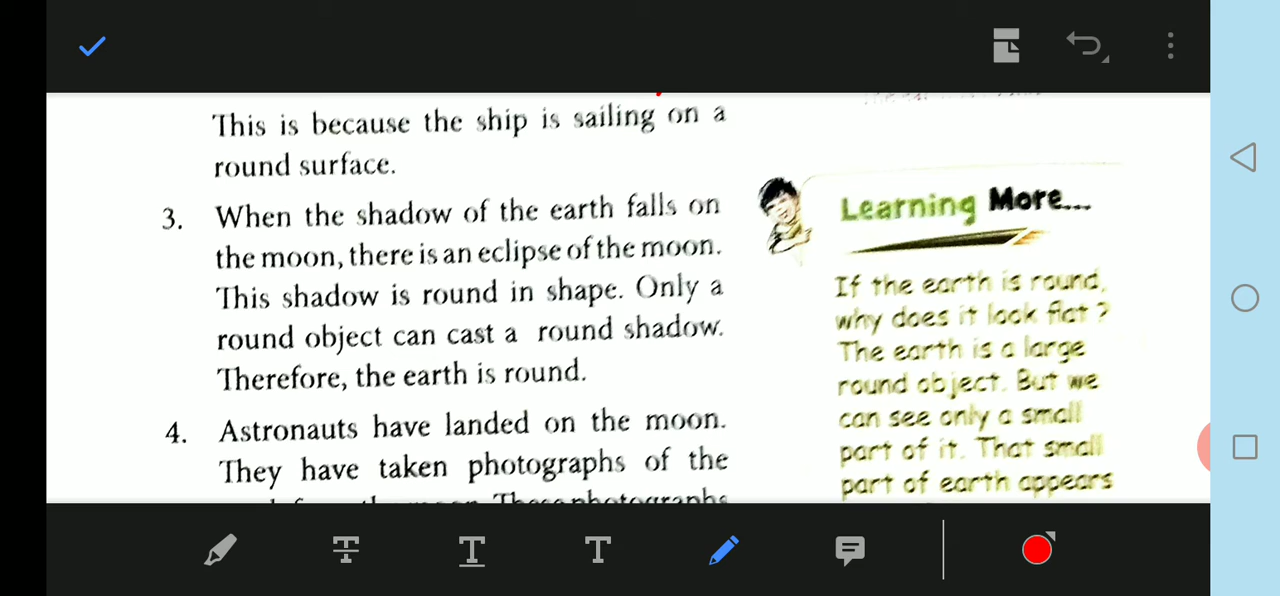 This is because the ship is sailing on a
round surface.
3. When the shadow of the earth falls on
the moon, there is an eclipse of the moon.
This shadow is round in shape. Only a
round object can cast a round shadow.
Therefore, the earth is round.
4. Astronauts have landed on the moon.
They have taken photographs of the
These photographs
Learning More...
If the earth is round,
why does it look flat ?
The earth is a large
round object. But we
can see only a small
part of it. That small
part of earth appears
T
T
T